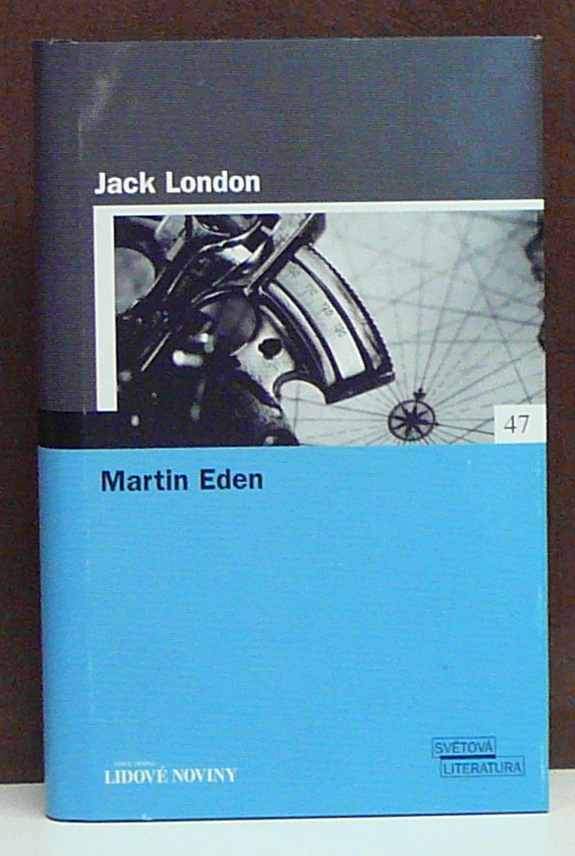 Jack London
47
Martin Eden
SVĚTOVÁ
LITERATURA
LIDOVÉ NOVINY